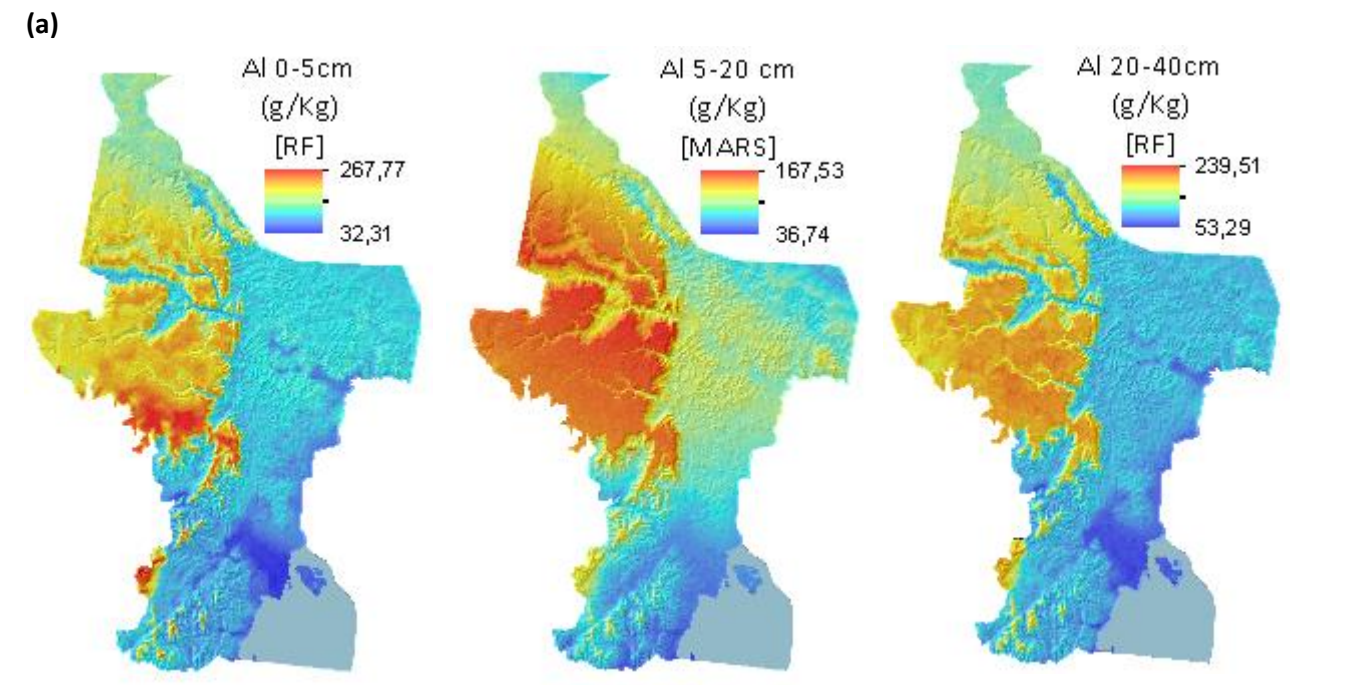 (a)
Al 0-5cm
(g/Kg)
[RF]
267,77
32,31
Al 5-20 cm
(g/Kg)
[MARS]
167,53
36,74
Al 20-40cm
(g/Kg)
[RF]
239,51
53,29